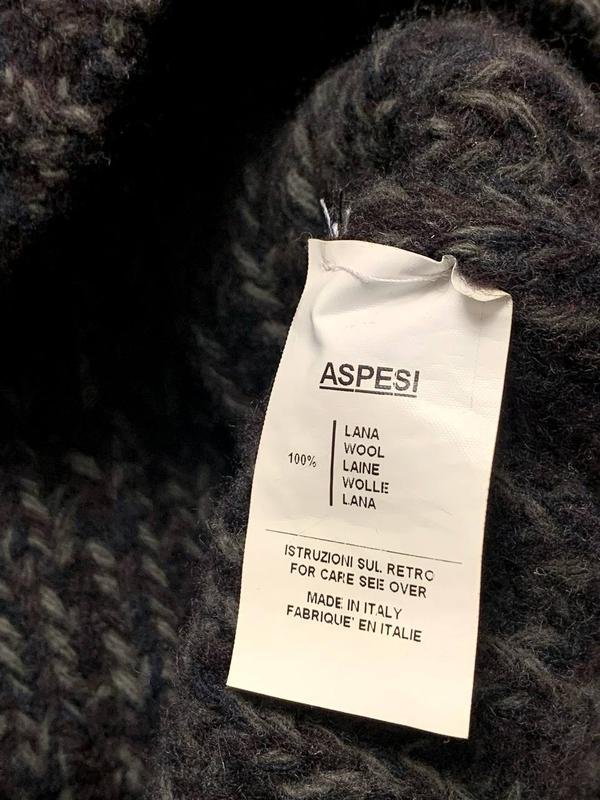 ASPESI
100%
LANA
WOOL
LAINE
WOLLE
LANA
ISTRUZIONI SUL RETRO
FOR CARE SEE OVER
MADE IN ITALY
FABRIQUE' EN ITALIE